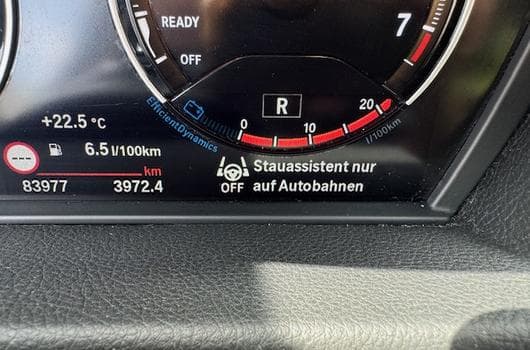 READY
7
OFF
+22.5 °C
EfficientDynamics
R
0
10
20
l/100km
---
6.5 l/100km
km
83977
3972.4
OFF
Stauassistent nur
auf Autobahnen